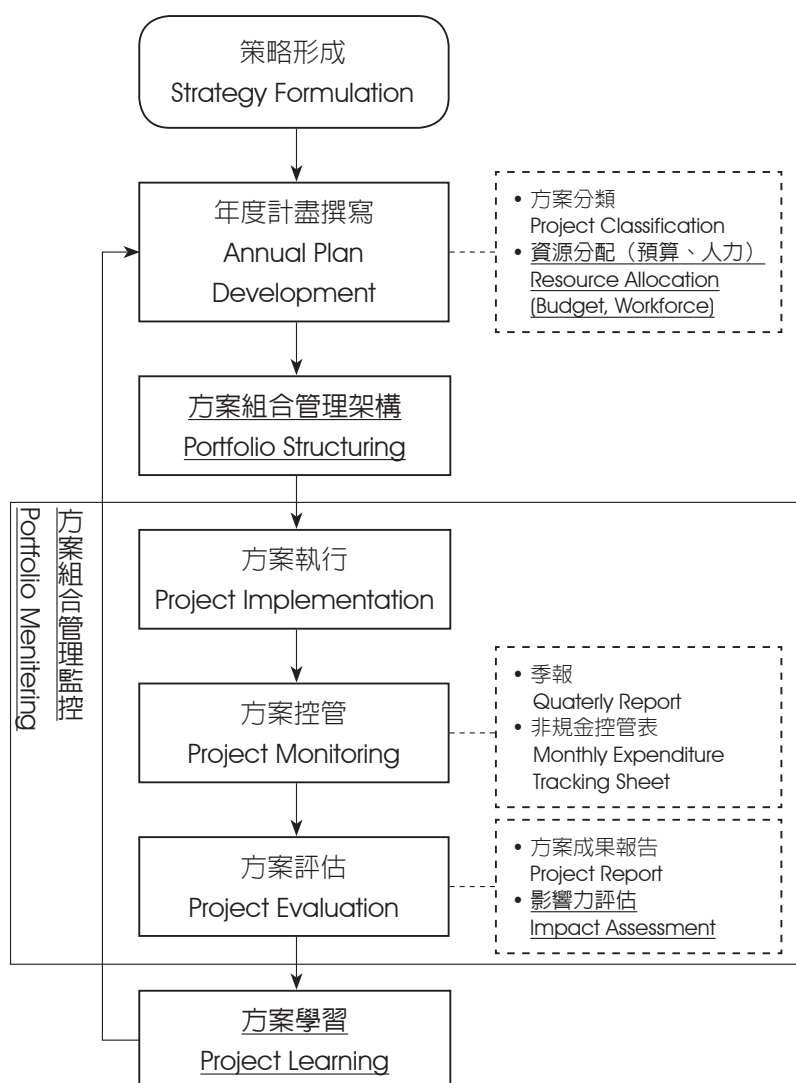 策略形成
Strategy Formulation
年度計畫撰寫
Annual Plan
Development
• 方案分類
Project Classification
• 資源分配（預算、人力）
Resource Allocation
(Budget, Workforce)
方案組合管理架構
Portfolio Structuring
方案組合管理監控
Portfolio Menitering
方案執行
Project Implementation
方案控管
Project Monitoring
• 季報
Quaterly Report
• 非規金控管表
Monthly Expenditure
Tracking Sheet
方案評估
Project Evaluation
• 方案成果報告
Project Report
• 影響力評估
Impact Assessment
方案學習
Project Learning